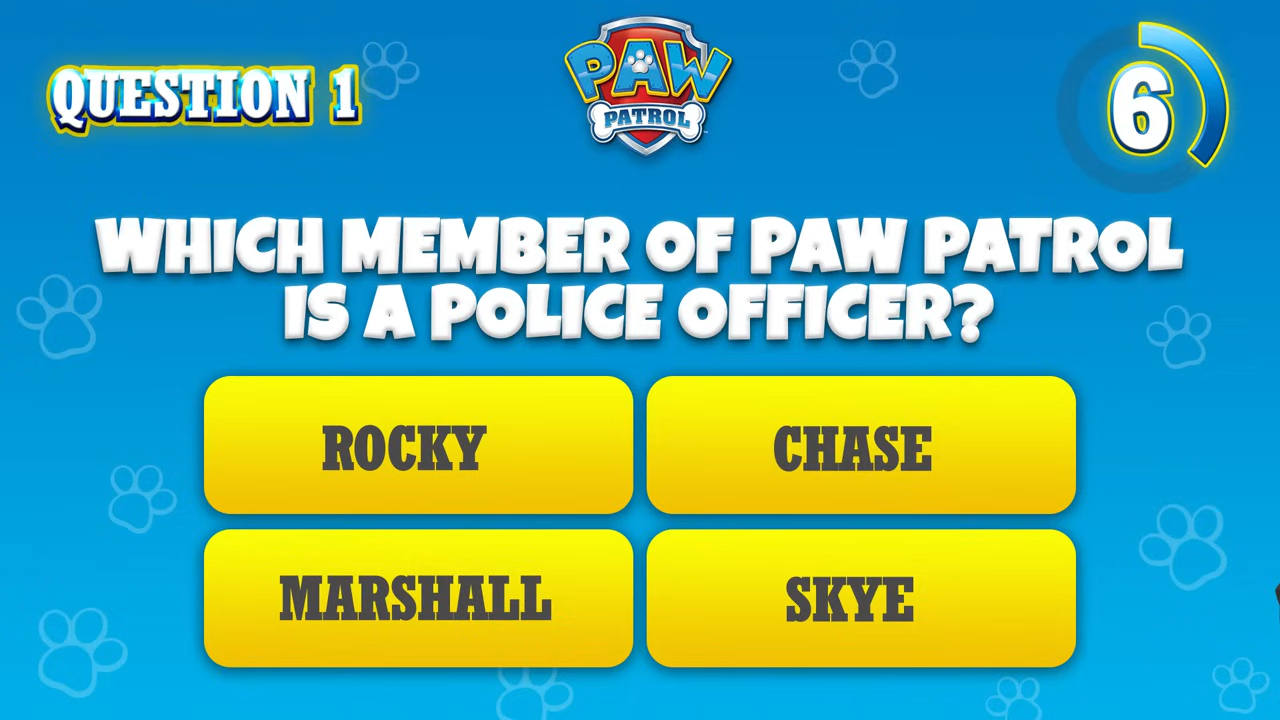 QUESTION 1
PAW
PATROL
6
WHICH MEMBER OF PAW PATROL
IS A POLICE OFFICER?
ROCKY
CHASE
MARSHALL
SKYE